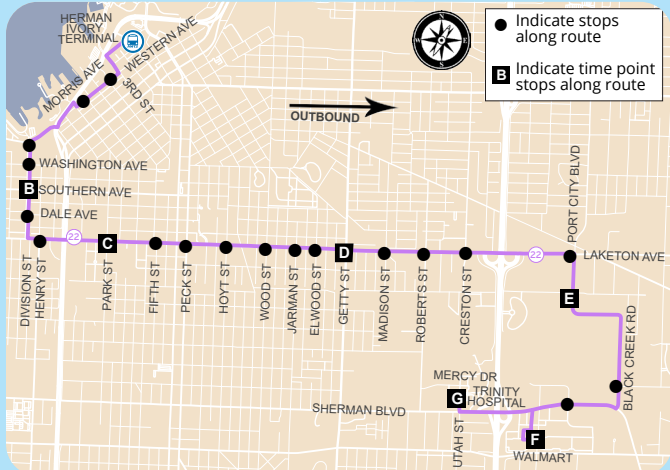 HERMAN
IVORY
TERMINAL
WESTERN AVE
MORRIS AVE
3RD ST
N
E
S
W
Indicate stops
along route
B
Indicate time point
stops along route
OUTBOUND
WASHINGTON AVE
B
SOUTHERN AVE
DALE AVE
22
C
D
22
PORT CITY BLVD
LAKETON AVE
DIVISION ST
HENRY ST
PARK ST
FIFTH ST
PECK ST
HOYT ST
WOOD ST
JARMAN ST
ELWOOD ST
GETTY ST
MADISON ST
ROBERTS ST
CRESTON ST
E
BLACK CREEK RD
MERCY DR
TRINITY
HOSPITAL
G
SHERMAN BLVD
UTAH ST
F
WALMART